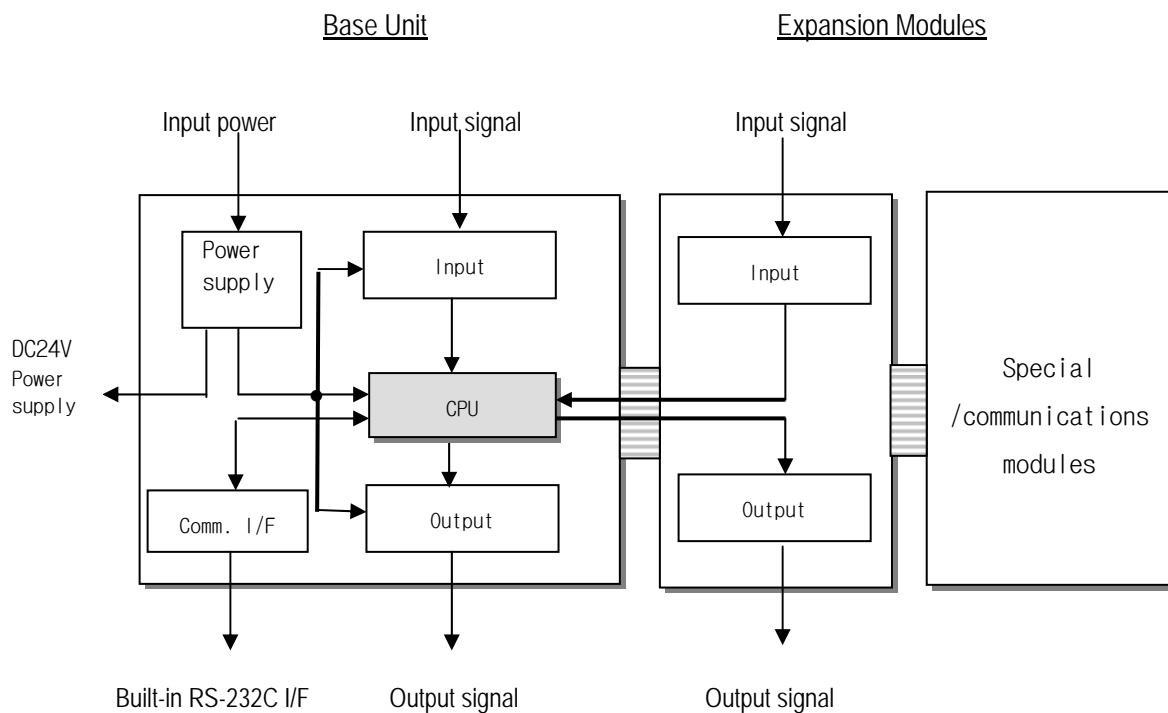 Base Unit
Expansion Modules
Input power
Input signal
Input signal
Power
supply
Input
Input
DC24V
Power
supply
CPU
Special
/communications
modules
Comm. I/F
Output
Output
Built-in RS-232C I/F
Output signal
Output signal